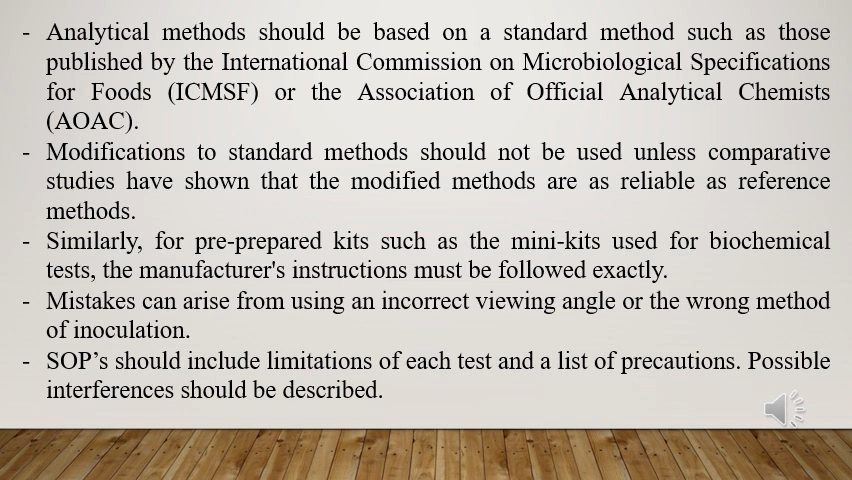 - Analytical methods should be based on a standard method such as those
published by the International Commission on Microbiological Specifications
for Foods (ICMSF) or the Association of Official Analytical Chemists
(AOAC).
- Modifications to standard methods should not be used unless comparative
studies have shown that the modified methods are as reliable as reference
methods.
- Similarly, for pre-prepared kits such as the mini-kits used for biochemical
tests, the manufacturer's instructions must be followed exactly.
- Mistakes can arise from using an incorrect viewing angle or the wrong method
of inoculation.
- SOP’s should include limitations of each test and a list of precautions. Possible
interferences should be described.